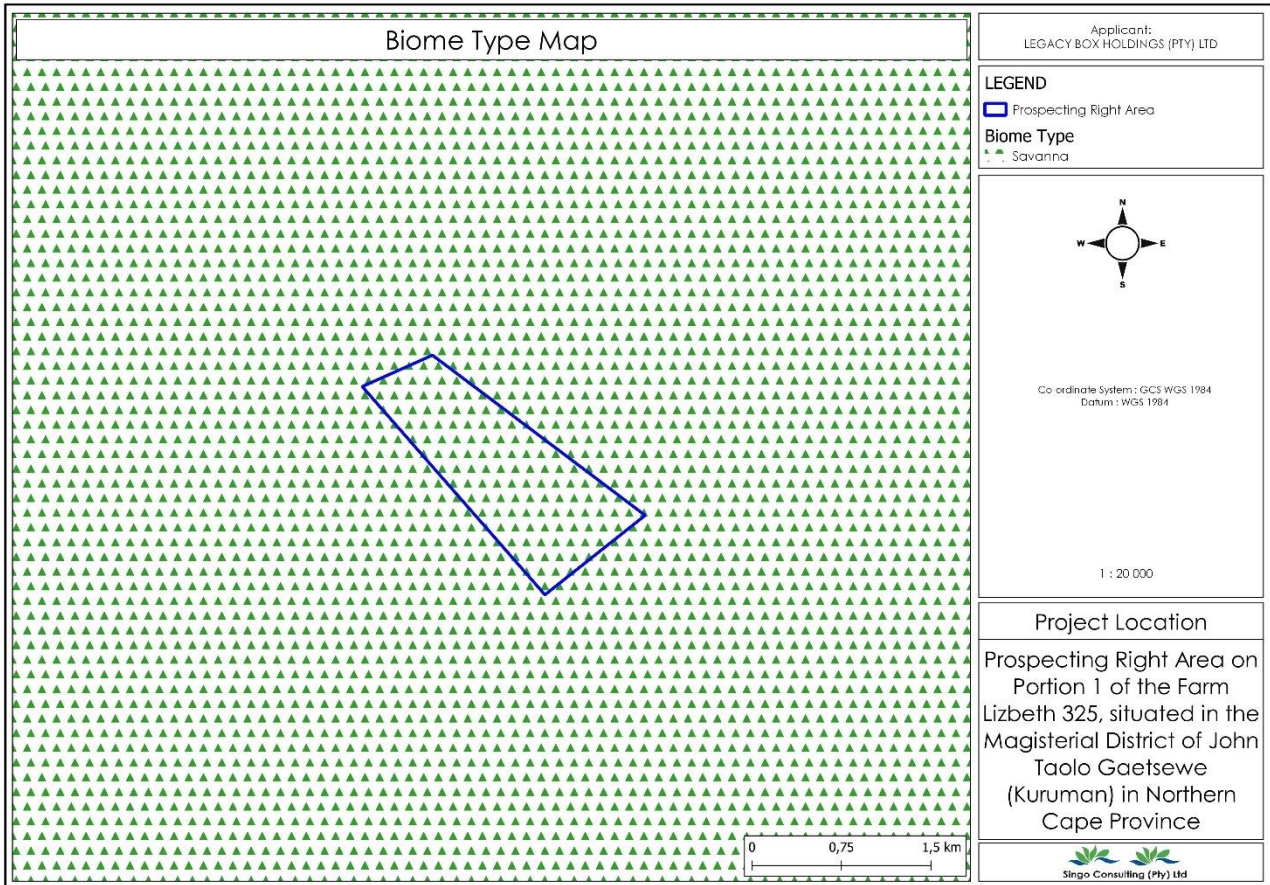 Biome Type Map
Applicant:
LEGACY BOX HOLDINGS (PTY) LTD
LEGEND
Prospecting Right Area
Biome Type
Savanna
N
W
E
S
Co-ordinate System : GCS WGS 1984
Datum : WGS 1984
1 : 20 000
Project Location
Prospecting Right Area on
Portion 1 of the Farm
Lizbeth 325, situated in the
Magisterial District of John
Taolo Gaetsewe
(Kuruman) in Northern
Cape Province
0 0,75 1,5 km
Singo Consulting (Pty) Ltd